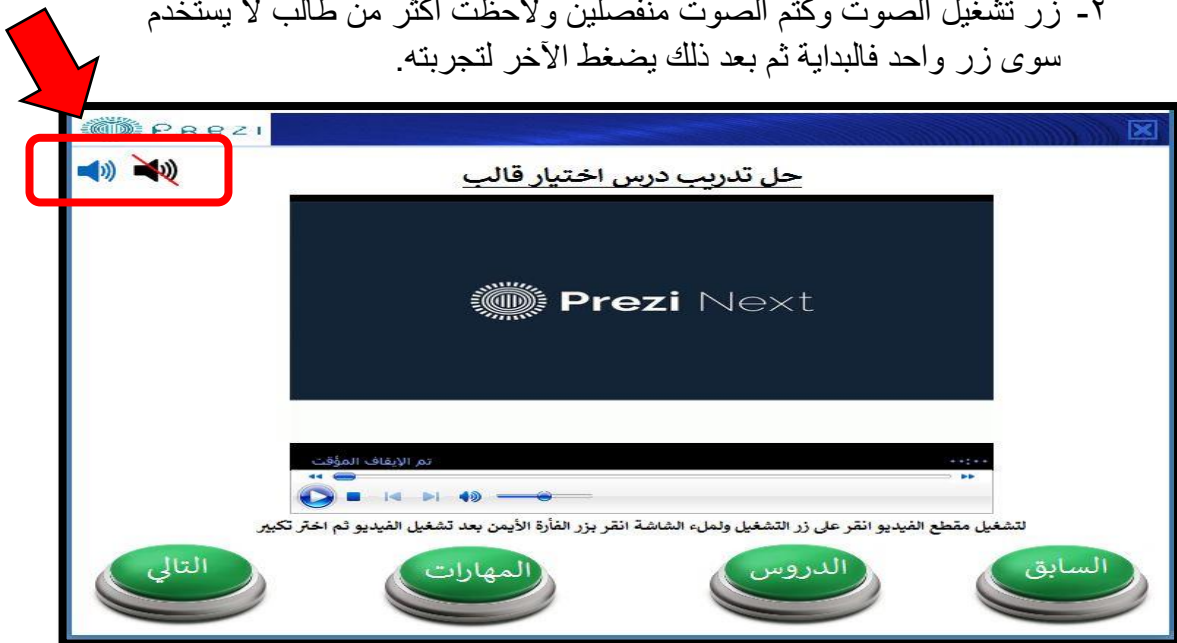 ٢- زر تشغيل الصوت وكتم الصوت منفصلين ولاحظت أكثر من طالب لا يستخدم
سوى زر واحد فالبداية ثم بعد ذلك يضغط الآخر لتجربته.
PREZI
حل تدريب درس اختيار قالب
Prezi Next
تم الإيقاف المؤقت
٠٠:٠٠
لتشغيل مقطع الفيديو انقر على زر التشغيل ولملء الشاشة انقر بزر الفأرة الأيمن بعد تشغيل الفيديو ثم اختر تكبير
السابق
الدروس
المهارات
التالي